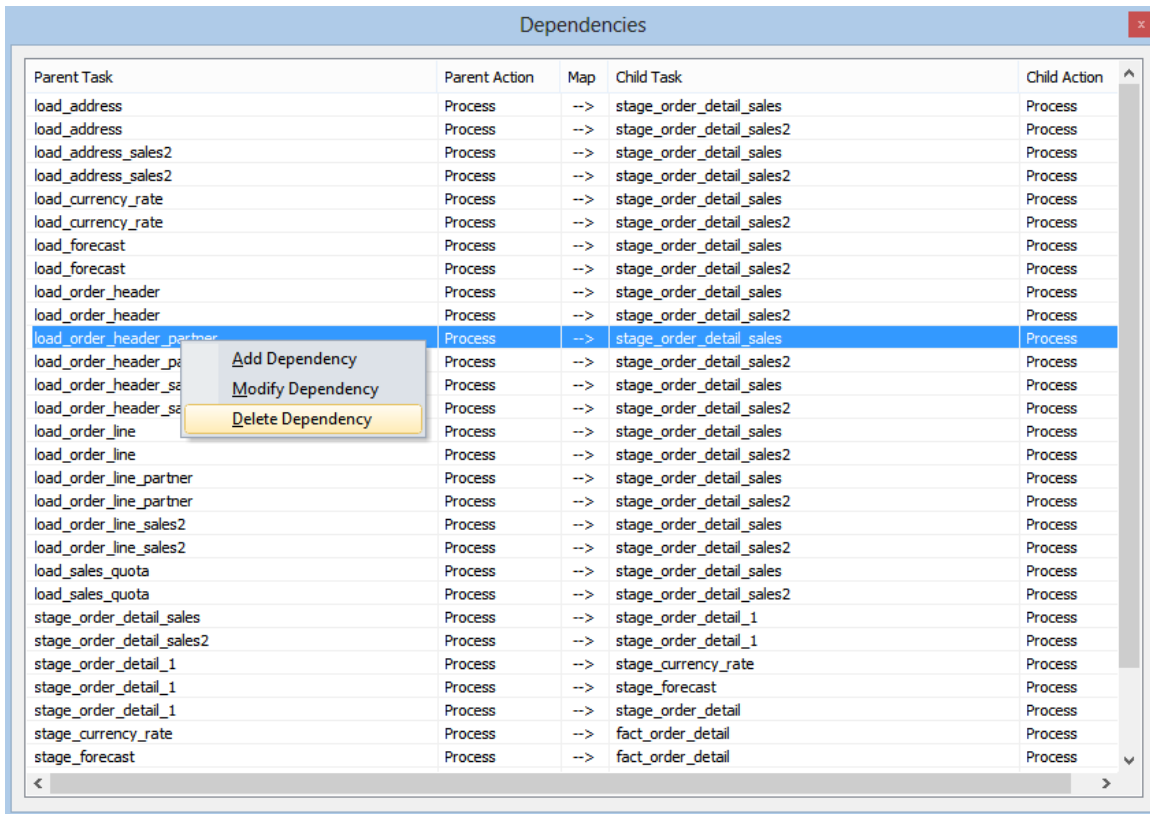 Dependencies
x
Parent Task Parent Action Map Child Task Child Action
load_address Process --> stage_order_detail_sales Process
load_address Process --> stage_order_detail_sales2 Process
load_address_sales2 Process --> stage_order_detail_sales Process
load_address_sales2 Process --> stage_order_detail_sales2 Process
load_currency_rate Process --> stage_order_detail_sales Process
load_currency_rate Process --> stage_order_detail_sales2 Process
load_forecast Process --> stage_order_detail_sales Process
load_forecast Process --> stage_order_detail_sales2 Process
load_order_header Process --> stage_order_detail_sales Process
load_order_header Process --> stage_order_detail_sales2 Process
load_order_header_partner Process --> stage_order_detail_sales Process
load_order_header_pa Process --> stage_order_detail_sales2 Process
load_order_header_sa Process --> stage_order_detail_sales Process
load_order_header_sa Process --> stage_order_detail_sales2 Process
Add Dependency
Modify Dependency
Delete Dependency
load_order_line Process --> stage_order_detail_sales Process
load_order_line Process --> stage_order_detail_sales2 Process
load_order_line_partner Process --> stage_order_detail_sales Process
load_order_line_partner Process --> stage_order_detail_sales2 Process
load_order_line_sales2 Process --> stage_order_detail_sales Process
load_order_line_sales2 Process --> stage_order_detail_sales2 Process
load_sales_quota Process --> stage_order_detail_sales Process
load_sales_quota Process --> stage_order_detail_sales2 Process
stage_order_detail_sales Process --> stage_order_detail_1 Process
stage_order_detail_sales2 Process --> stage_order_detail_1 Process
stage_order_detail_1 Process --> stage_currency_rate Process
stage_order_detail_1 Process --> stage_forecast Process
stage_order_detail_1 Process --> stage_order_detail Process
stage_currency_rate Process --> fact_order_detail Process
stage_forecast Process --> fact_order_detail Process